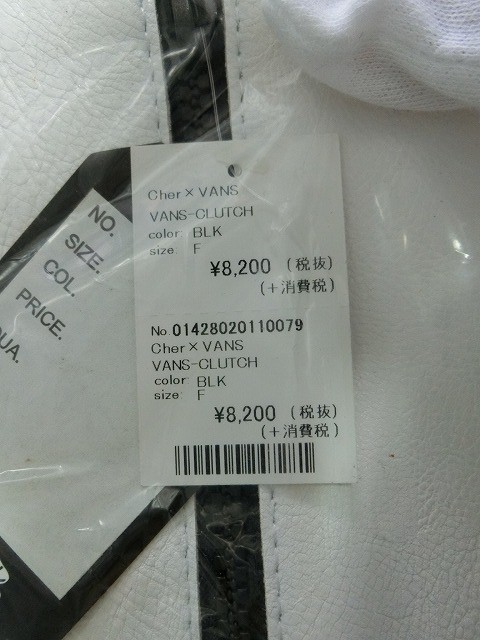 Cher×VANS
VANS-CLUTCH
color: BLK
size: F
¥8,200 (税抜)
(+消費税)
No.01428020110079
Cher×VANS
VANS-CLUTCH
color: BLK
size: F
¥8,200 (税抜)
(+消費税)
NO.
SIZE.
COL.
PRICE.
UA.